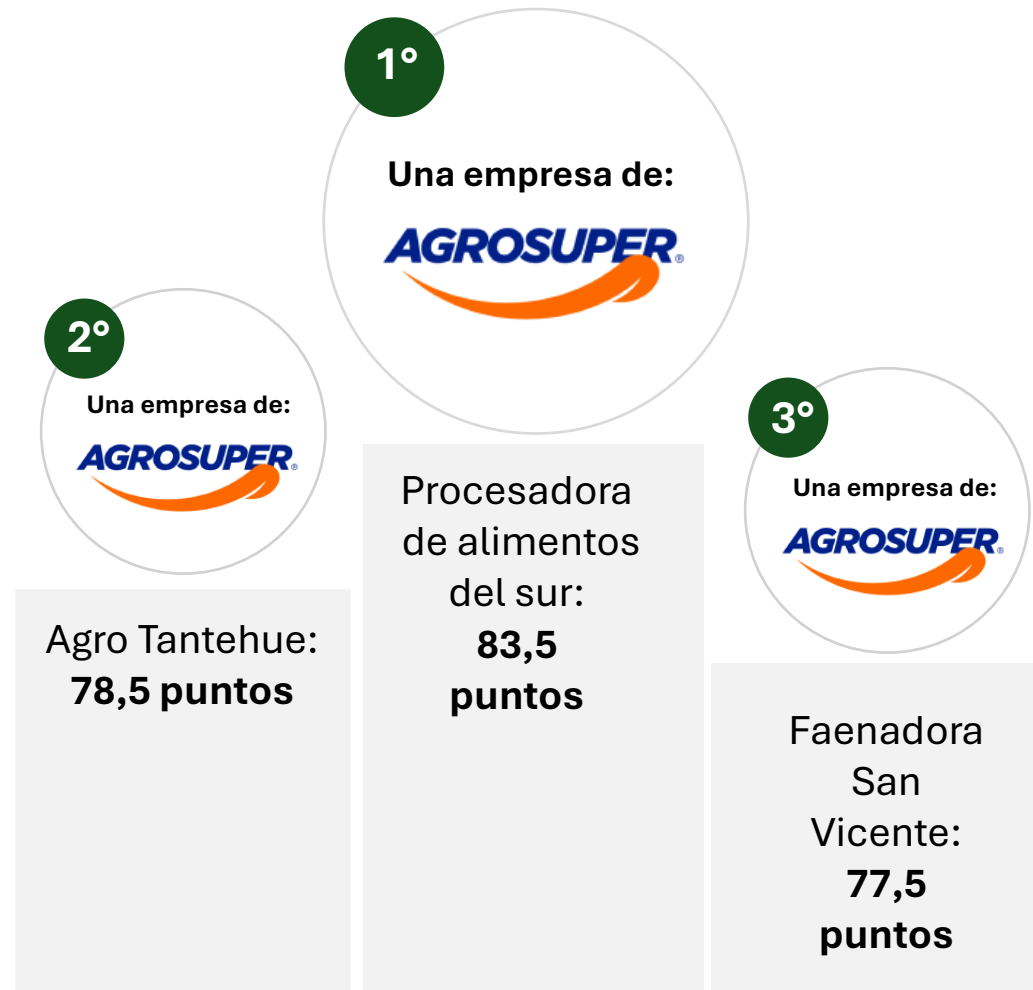 1°
Una empresa de:
AGROSUPER®
Procesadora
de alimentos
del sur:
83,5
puntos
2°
Una empresa de:
AGROSUPER®
Agro Tantehue:
78,5 puntos
3°
Una empresa de:
AGROSUPER®
Faenadora
San
Vicente:
77,5
puntos